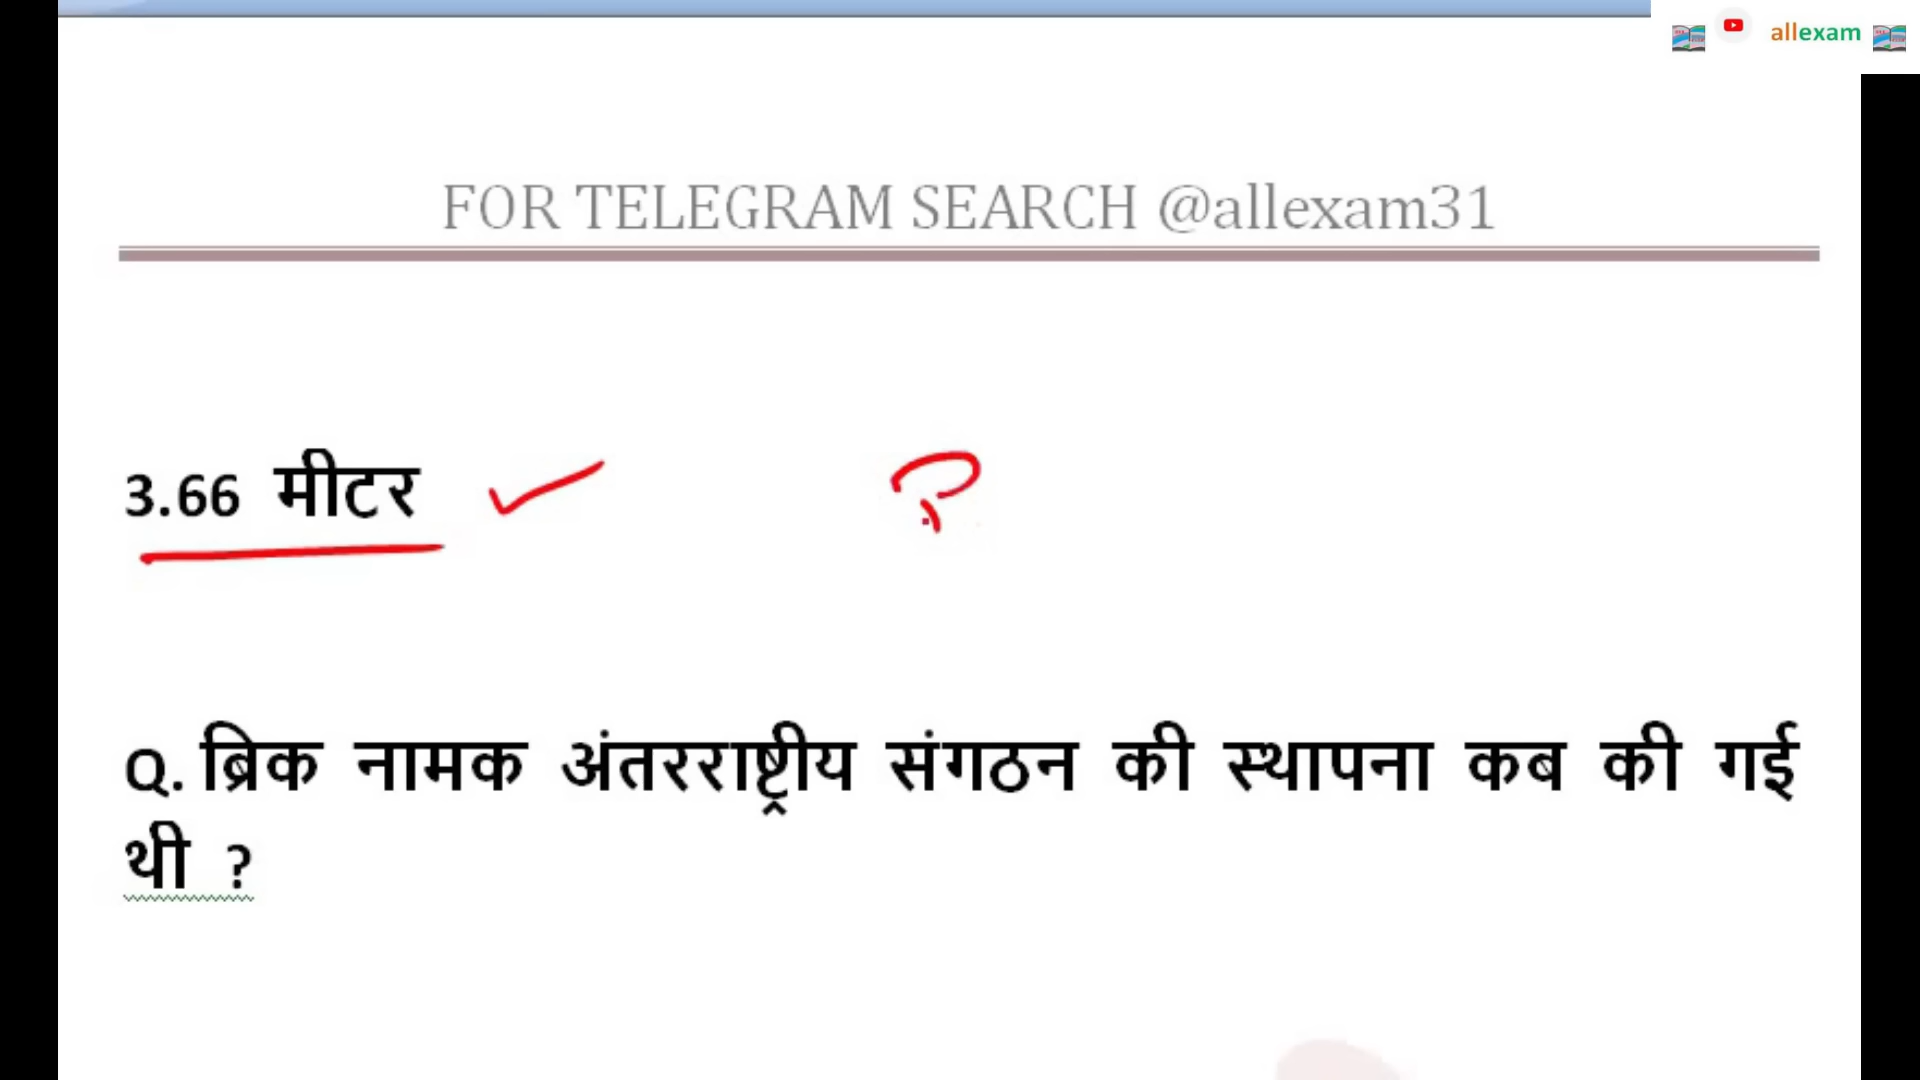 allexam
FOR TELEGRAM SEARCH @allexam31
3.66 मीटर
?
Q. ब्रिक नामक अंतरराष्ट्रीय संगठन की स्थापना कब की गई
थी ?